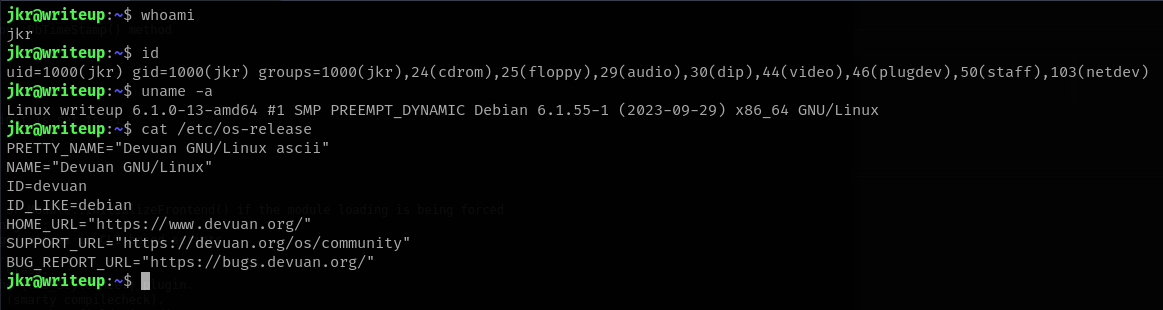 jkr@writeup:~$ whoami
jkr
jkr@writeup:~$ id
uid=1000(jkr) gid=1000(jkr) groups=1000(jkr),24(cdrom),25(floppy),29(audio),30(dip),44(video),46(plugdev),50(staff),103(netdev)
jkr@writeup:~$ uname -a
Linux writeup 6.1.0-13-amd64 #1 SMP PREEMPT_DYNAMIC Debian 6.1.55-1 (2023-09-29) x86_64 GNU/Linux
jkr@writeup:~$ cat /etc/os-release
PRETTY_NAME="Devuan GNU/Linux ascii"
NAME="Devuan GNU/Linux"
ID=devuan
ID_LIKE=debian
HOME_URL="https://www.devuan.org/"
SUPPORT_URL="https://devuan.org/os/community"
BUG_REPORT_URL="https://bugs.devuan.org/"
jkr@writeup:~$